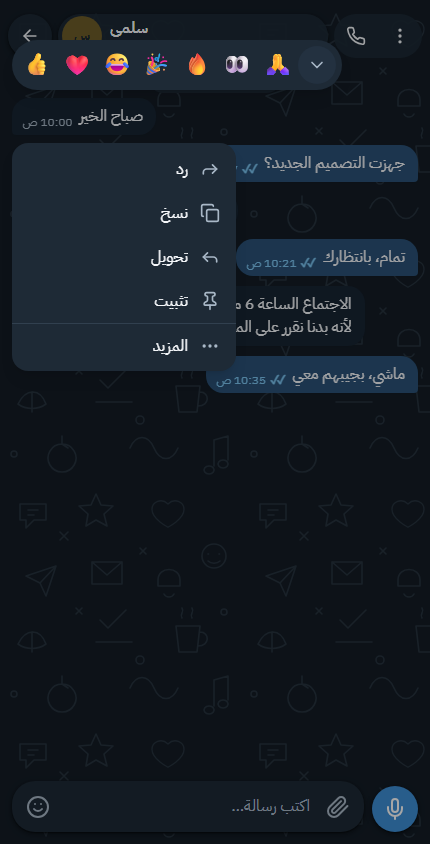 سلمى
صباح الخير 10:00 ص
جهزت التصميم الجديد؟
رد
نسخ
تمام، بانتظارك 10:21 ص
تحويل
الاجتماع الساعة 6
تثبيت
لأنه بدنا نقرر على
المزيد
ماشي، بجيبهم معي 10:35 ص
اكتب رسالة...